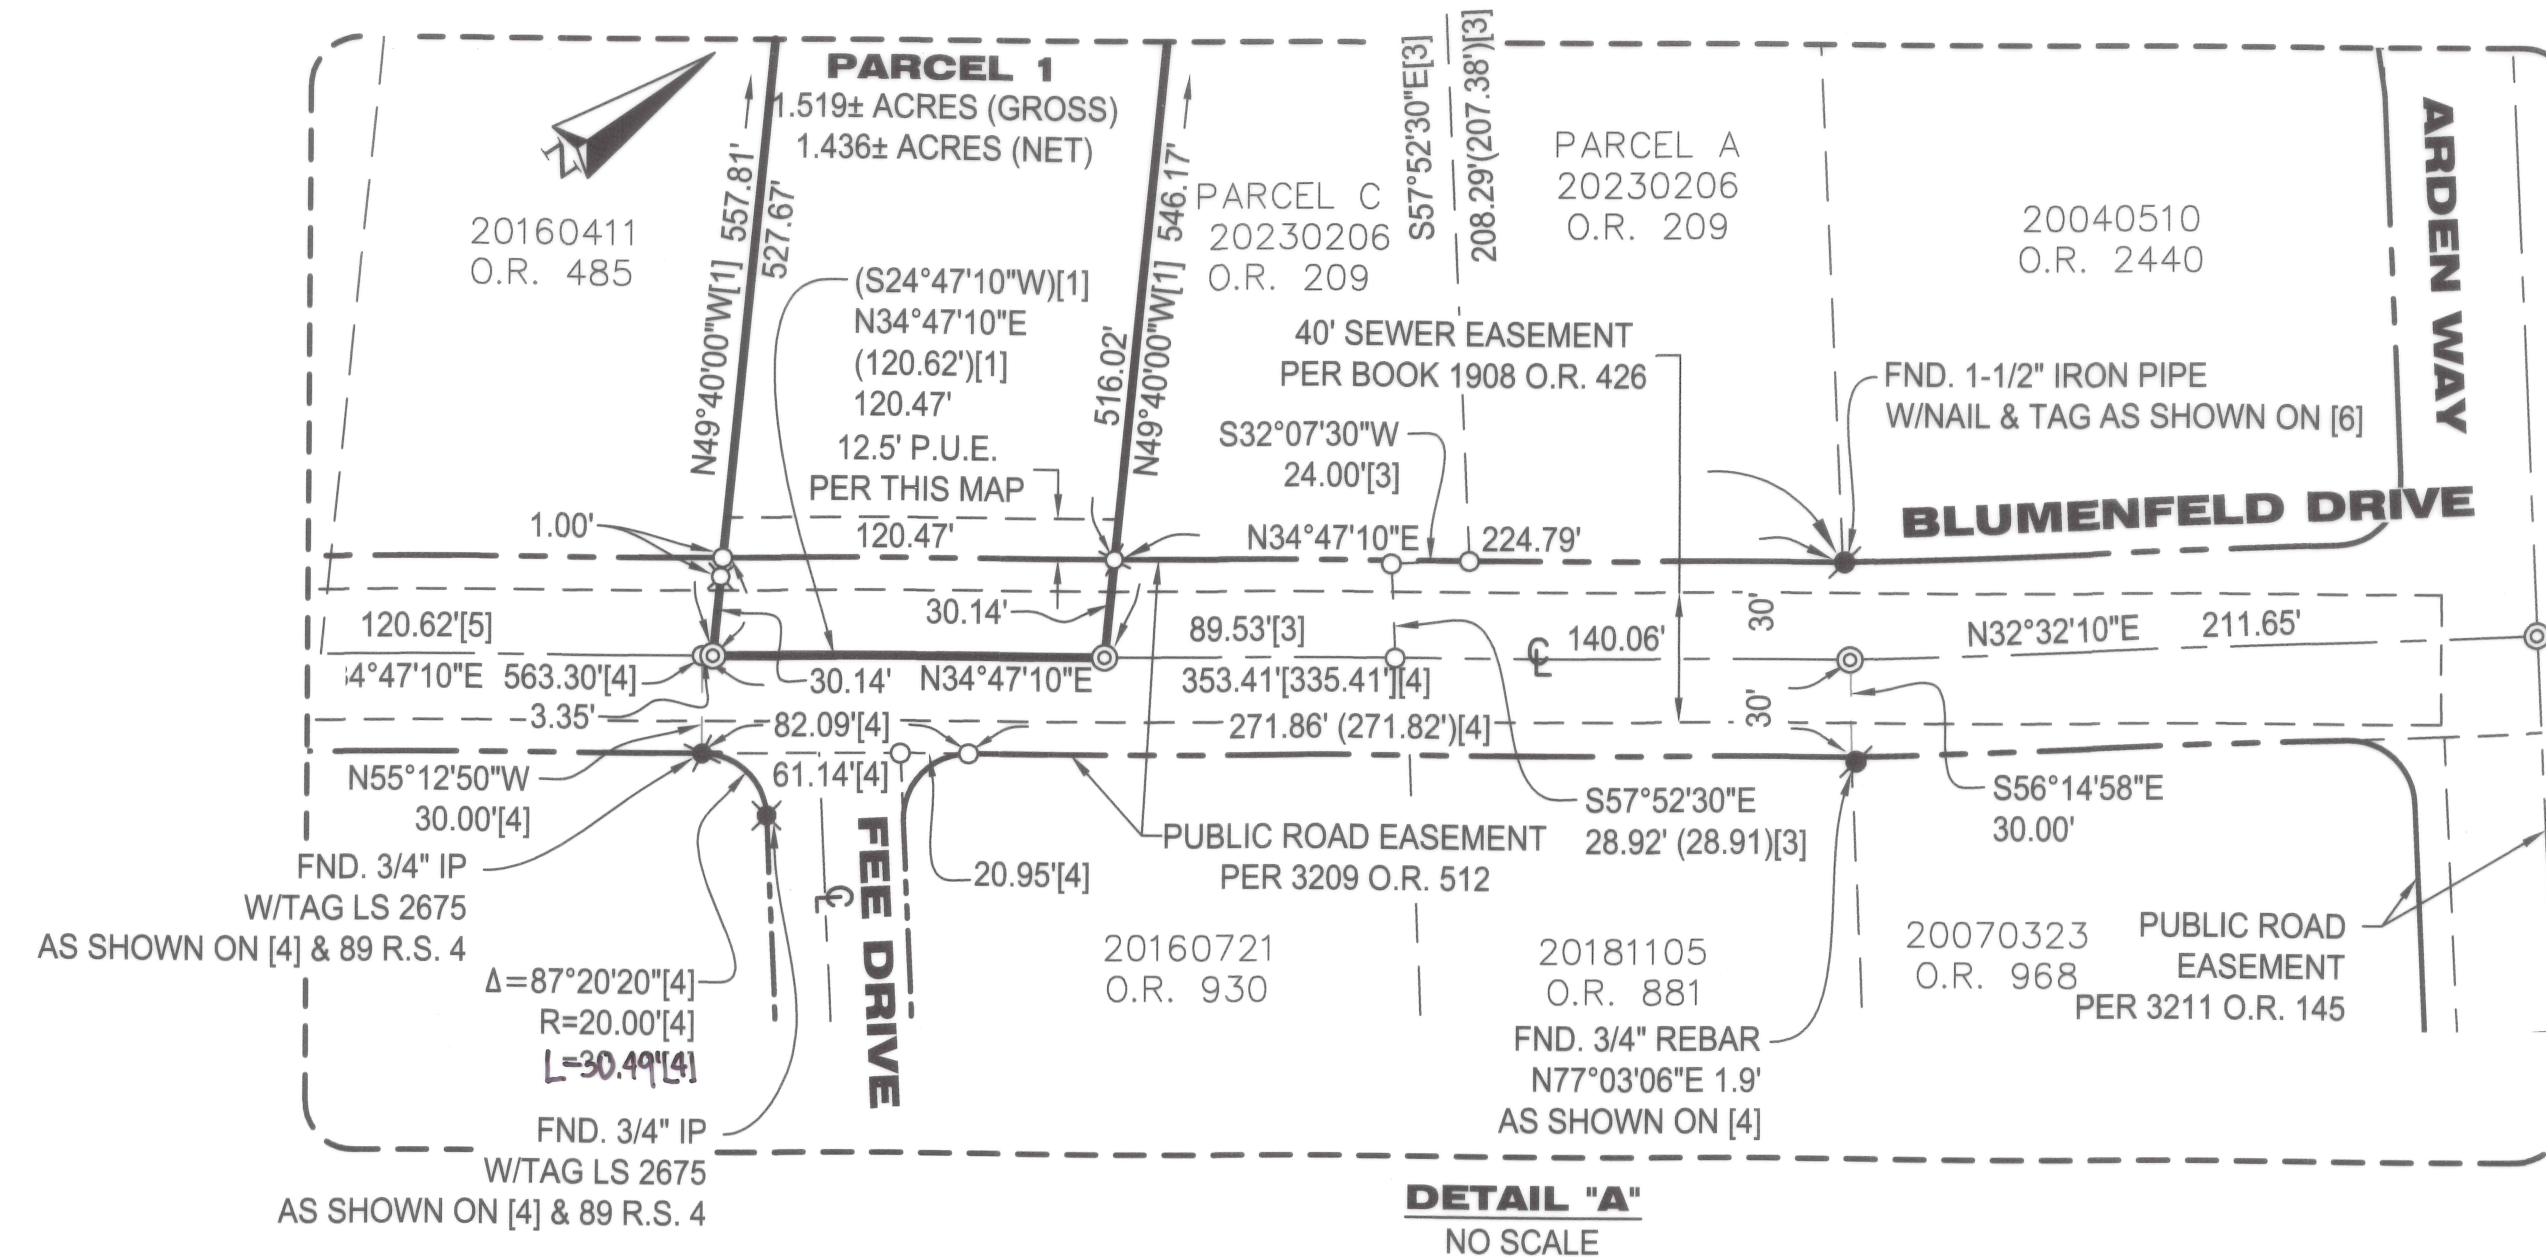 PARCEL 1
1.519± ACRES (GROSS)
1.436± ACRES (NET)
N
20160411
O.R. 485
N49°40'00"W[1] 557.81'
527.67'
(S24°47'10"W)[1]
N34°47'10"E
(120.62')[1]
120.47'
12.5' P.U.E.
PER THIS MAP
516.02'
N49°40'00"W[1] 546.17'
PARCEL C
20230206
O.R. 209
S57°52'30"E[3]
208.29'(207.38')[3]
PARCEL A
20230206
O.R. 209
20040510
O.R. 2440
ARDEN WAY
40' SEWER EASEMENT
PER BOOK 1908 O.R. 426
FND. 1-1/2" IRON PIPE
W/NAIL & TAG AS SHOWN ON [6]
S32°07'30"W
24.00'[3]
BLUMENFELD DRIVE
1.00'
120.47'
N34°47'10"E
224.79'
120.62'[5]
30.14'
89.53'[3]
℄
140.06'
30'
N32°32'10"E
211.65'
4°47'10"E
563.30'[4]
30.14'
N34°47'10"E
353.41'[335.41'][4]
30'
3.35'
82.09'[4]
271.86' (271.82')[4]
N55°12'50"W
30.00'[4]
61.14'[4]
S57°52'30"E
28.92' (28.91)[3]
S56°14'58"E
30.00'
FND. 3/4" IP
W/TAG LS 2675
AS SHOWN ON [4] & 89 R.S. 4
℄
FEE DRIVE
20.95'[4]
PUBLIC ROAD EASEMENT
PER 3209 O.R. 512
Δ=87°20'20"[4]
R=20.00'[4]
L=30.49'[4]
20160721
O.R. 930
20181105
O.R. 881
20070323
O.R. 968
PUBLIC ROAD
EASEMENT
PER 3211 O.R. 145
FND. 3/4" REBAR
N77°03'06"E 1.9'
AS SHOWN ON [4]
FND. 3/4" IP
W/TAG LS 2675
AS SHOWN ON [4] & 89 R.S. 4
DETAIL "A"
NO SCALE